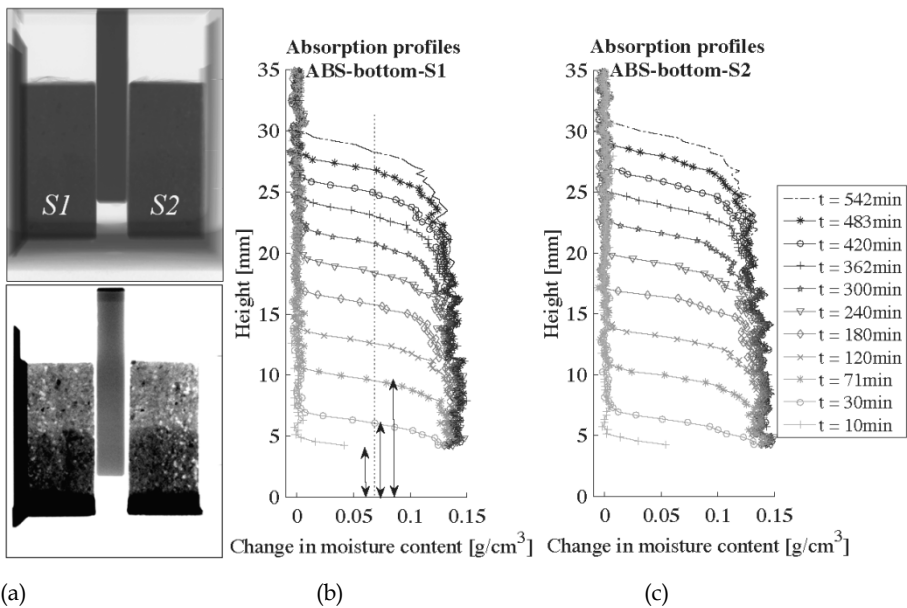 S1 S2
Absorption profiles
ABS-bottom-S1
35
30
25
20
15
10
5
0
Height [mm]
0 0.05 0.1 0.15
Change in moisture content [g/cm³]
Absorption profiles
ABS-bottom-S2
35
30
25
20
15
10
5
0
Height [mm]
0 0.05 0.1 0.15
Change in moisture content [g/cm³]
t = 542min
t = 483min
t = 420min
t = 362min
t = 300min
t = 240min
t = 180min
t = 120min
t = 71min
t = 30min
t = 10min
(a) (b) (c)